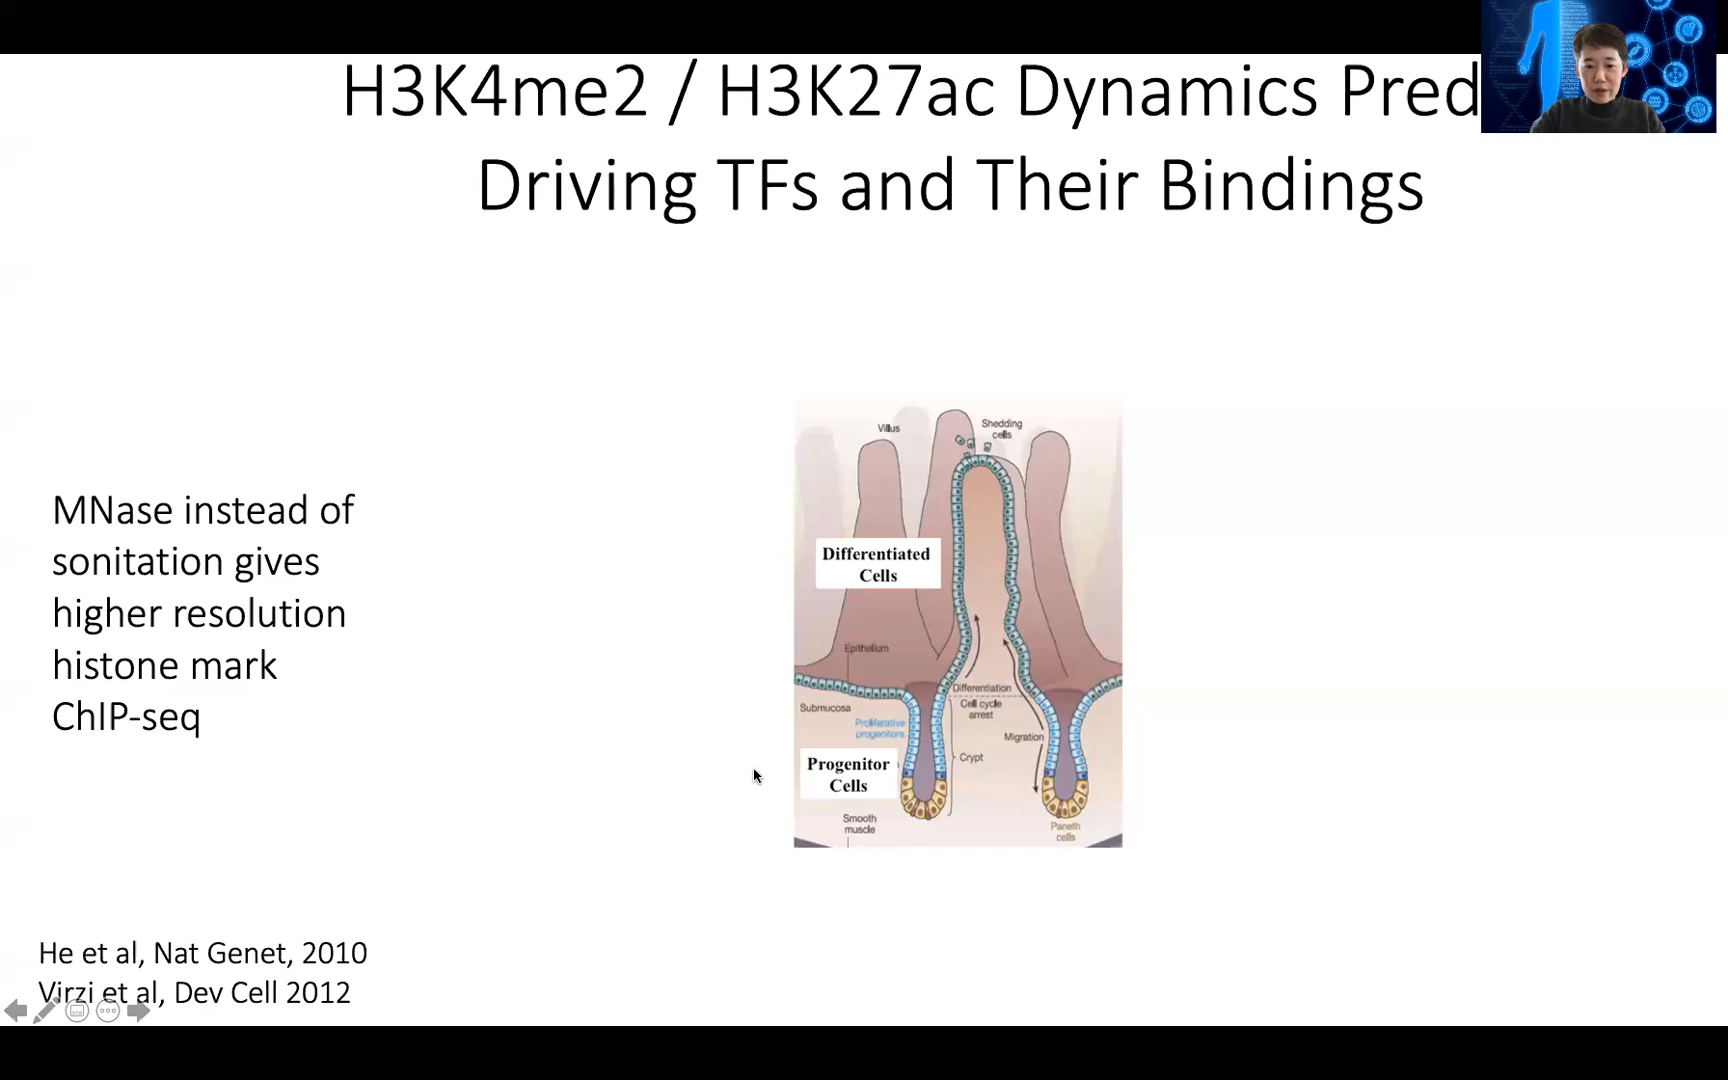 H3K4me2 / H3K27ac Dynamics Pred
Driving TFs and Their Bindings
MNase instead of
sonitation gives
higher resolution
histone mark
ChIP-seq
Villus
Shedding
cells
Differentiated
Cells
Epithelium
Differentiation
Cell cycle
arrest
Submucosa
Proliferative
progenitors
Migration
Crypt
Progenitor
Cells
Smooth
muscle
Paneth
cells
He et al, Nat Genet, 2010
Virzi et al, Dev Cell 2012